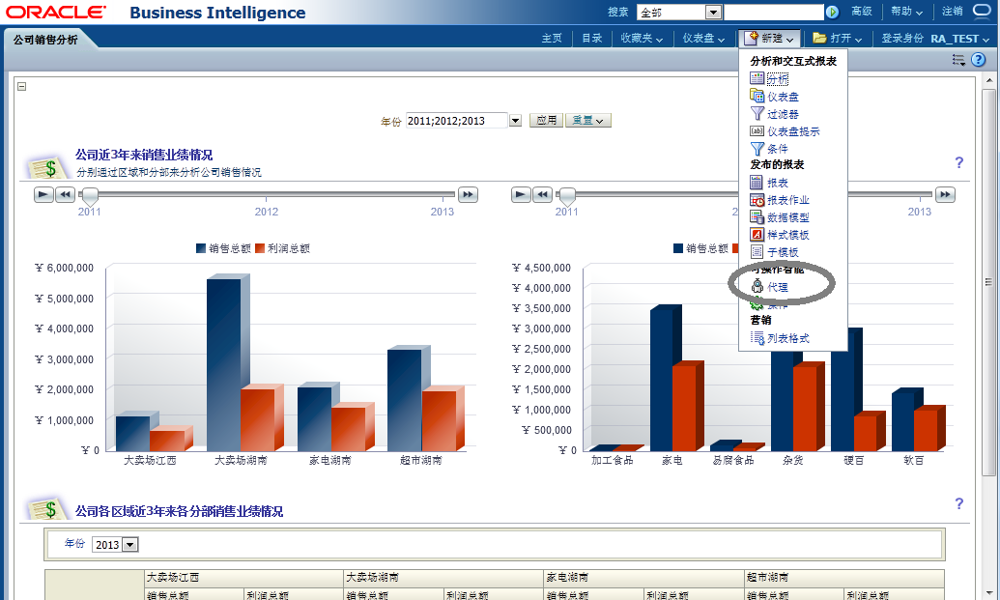 ORACLE Business Intelligence
搜索 全部 高级 帮助 注销
公司销售分析
主页 目录 收藏夹 仪表盘 新建 打开 登录身份 RA_TEST
分析和交互式报表
分析
仪表盘
过滤器
仪表盘提示
条件
发布的报表
报表
报表作业
数据模型
样式模板
子模板
可操作智能
代理
操作
营销
列表格式
年份 2011;2012;2013 应用 重置
公司近3年来销售业绩情况
分别通过区域和分部来分析公司销售情况
2011 2012 2013
销售总额 利润总额
¥ 6,000,000
¥ 5,000,000
¥ 4,000,000
¥ 3,000,000
¥ 2,000,000
¥ 1,000,000
¥ 0
大卖场江西 大卖场湖南 家电湖南 超市湖南
2011 2013
销售总额
¥ 4,500,000
¥ 4,000,000
¥ 3,500,000
¥ 3,000,000
¥ 2,500,000
¥ 2,000,000
¥ 1,500,000
¥ 1,000,000
¥ 500,000
¥ 0
加工食品 家电 易腐食品 杂货 硬百 软百
公司各区域近3年来各分部销售业绩情况
年份 2013
大卖场江西 大卖场湖南 家电湖南 超市湖南
销售总额 利润总额 销售总额 利润总额 销售总额 利润总额 销售总额 利润总额